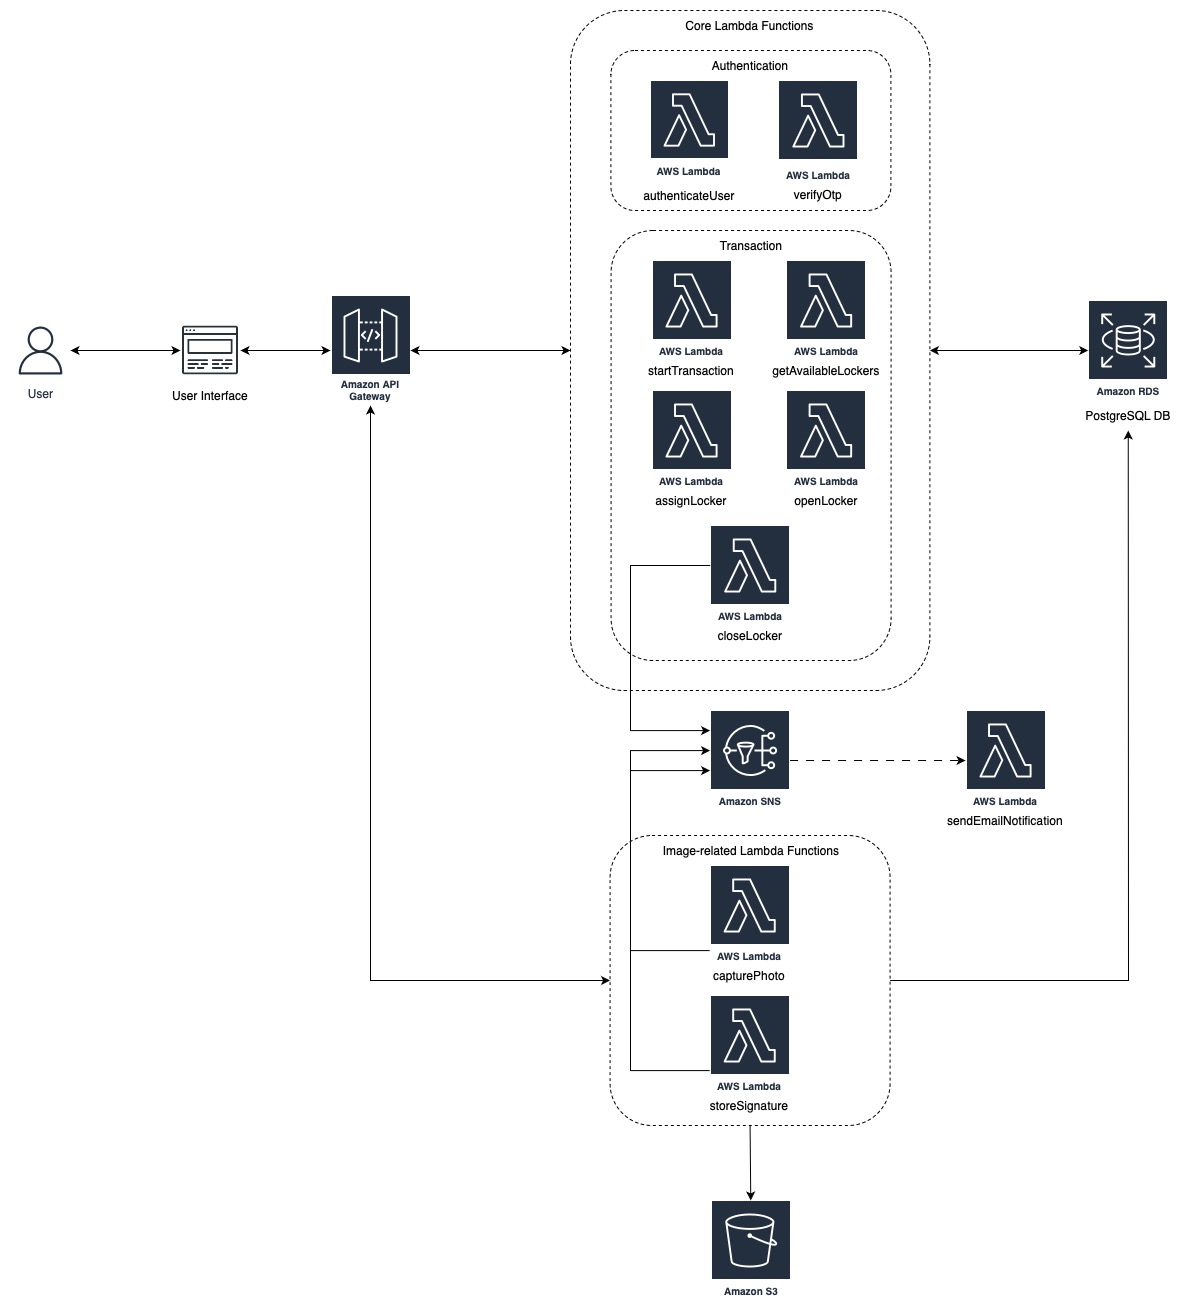 Core Lambda Functions
Authentication
AWS Lambda
authenticateUser
AWS Lambda
verifyOtp
Transaction
AWS Lambda
startTransaction
AWS Lambda
getAvailableLockers
AWS Lambda
assignLocker
AWS Lambda
openLocker
AWS Lambda
closeLocker
User
User Interface
Amazon API
Gateway
Amazon RDS
PostgreSQL DB
Amazon SNS
AWS Lambda
sendEmailNotification
Image-related Lambda Functions
AWS Lambda
capturePhoto
AWS Lambda
storeSignature
Amazon S3